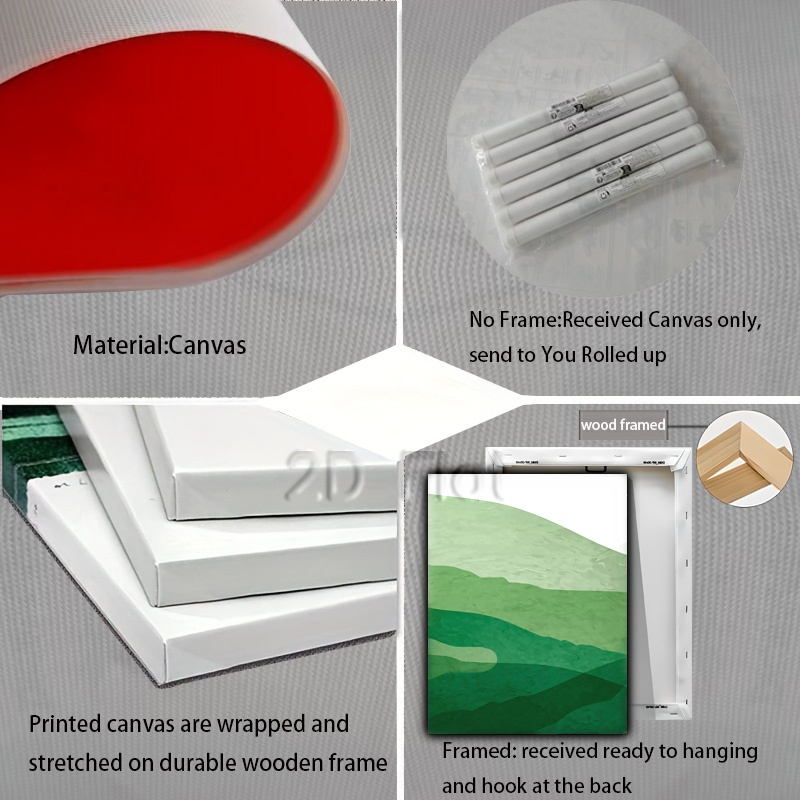 Material:Canvas
No Frame:Received Canvas only,
send to You Rolled up
wood framed
2D Flat
Printed canvas are wrapped and
stretched on durable wooden frame
Framed: received ready to hanging
and hook at the back